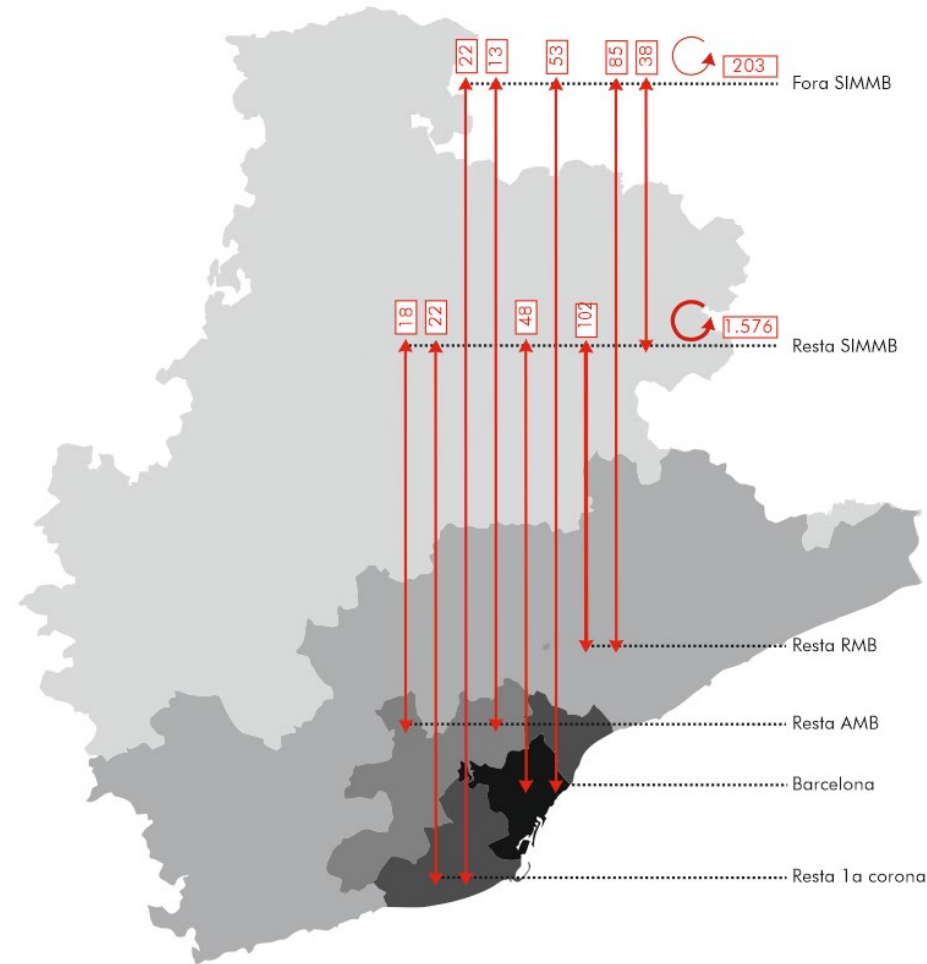 22
13
53
85
38
203
Fora SIMMB
18
22
48
102
1.576
Resta SIMMB
Resta RMB
Resta AMB
Barcelona
Resta 1a corona